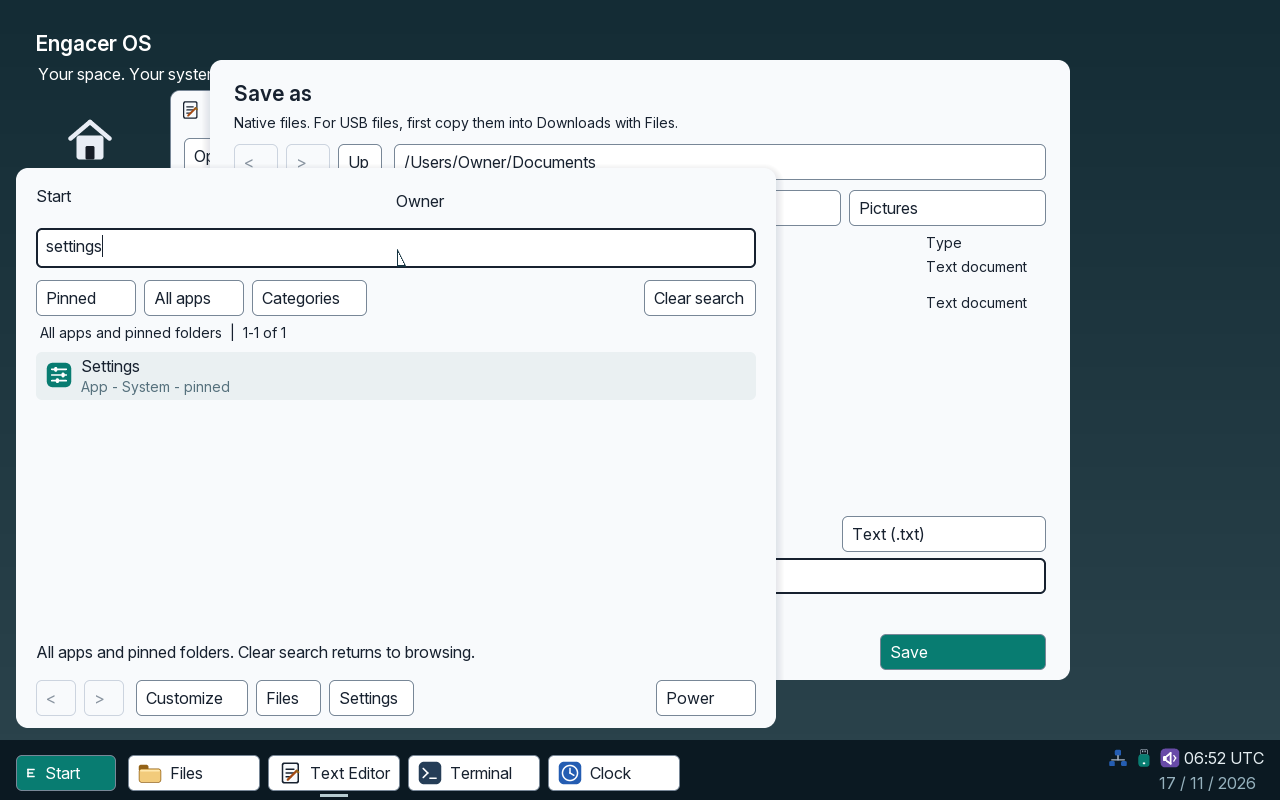 Engacer OS
Your space. Your system
Save as
Native files. For USB files, first copy them into Downloads with Files.
< > Up /Users/Owner/Documents
Op
Start
Owner
Pictures
settings
Type
Text document
Pinned All apps Categories Clear search
Text document
All apps and pinned folders | 1-1 of 1
Settings
App - System - pinned
Text (.txt)
All apps and pinned folders. Clear search returns to browsing.
Save
< > Customize Files Settings Power
Start Files Text Editor Terminal Clock
06:52 UTC
17 / 11 / 2026